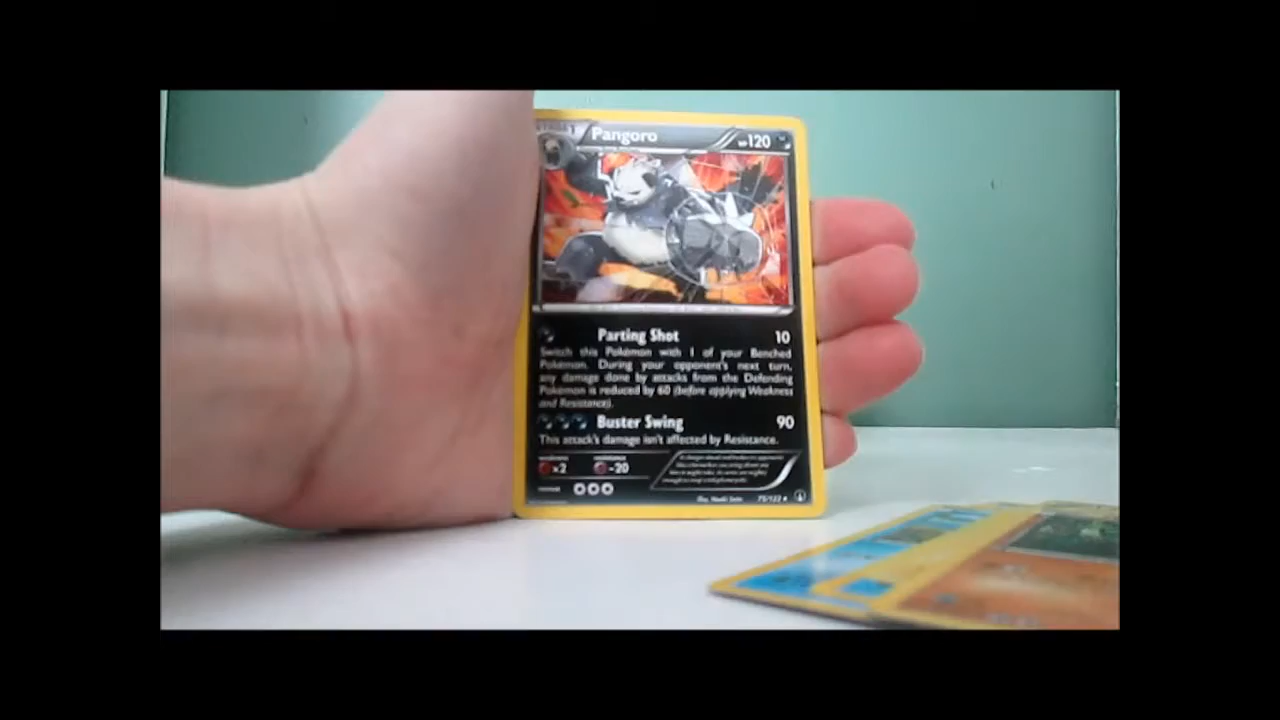 Pangoro HP120
Parting Shot 10
Switch this Pokémon with 1 of your Benched
Pokémon. During your opponent's next turn,
any damage done by attacks from the Defending
Pokémon is reduced by 60 (before applying Weakness
and Resistance).
Buster Swing 90
This attack's damage isn't affected by Resistance.
×2 -20
75/122